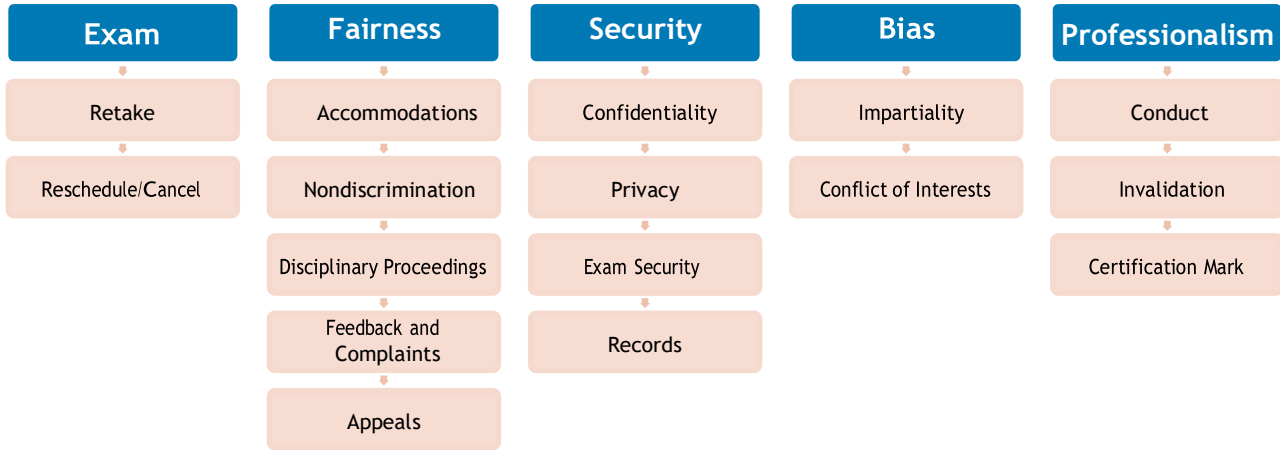 Exam
Retake
Reschedule/Cancel
Fairness
Accommodations
Nondiscrimination
Disciplinary Proceedings
Feedback and
Complaints
Appeals
Security
Confidentiality
Privacy
Exam Security
Records
Bias
Impartiality
Conflict of Interests
Professionalism
Conduct
Invalidation
Certification Mark